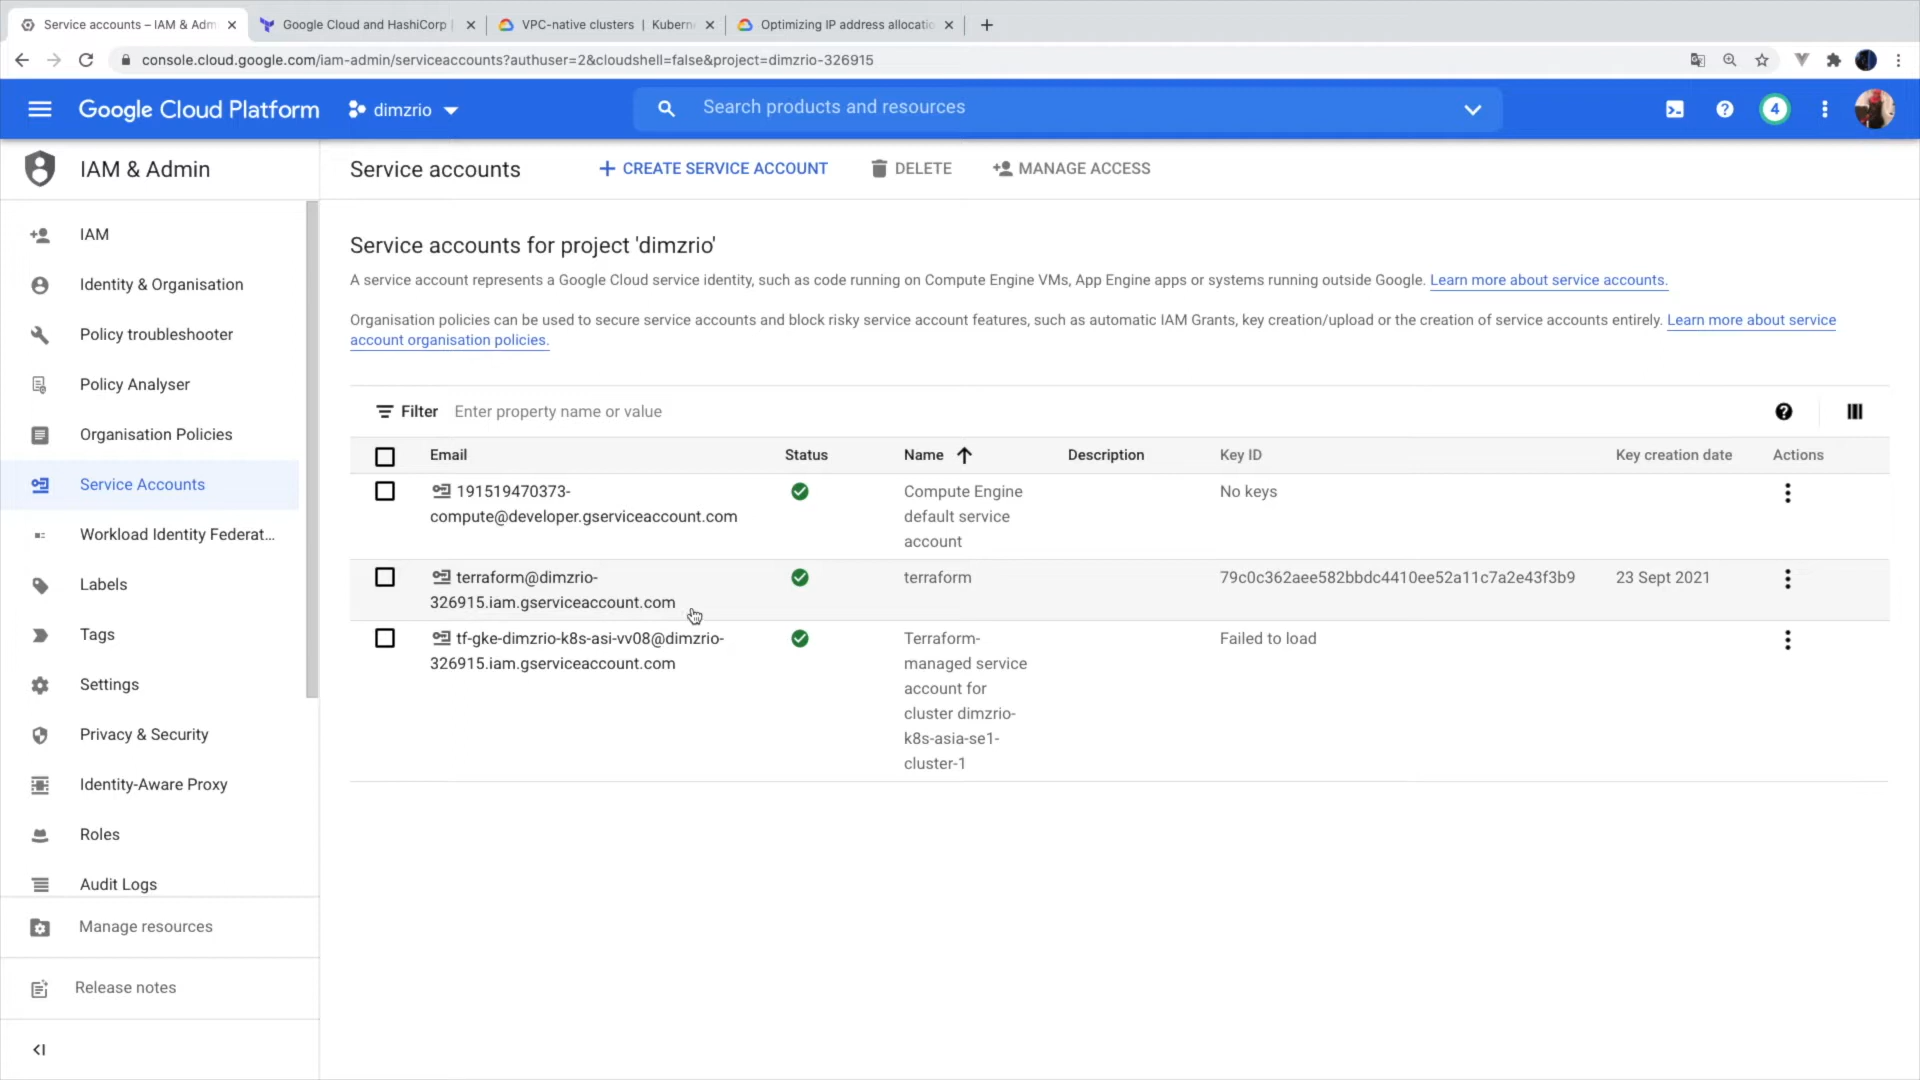 Service accounts – IAM & Adm
Google Cloud and HashiCorp |
VPC-native clusters | Kubern
Optimizing IP address allocatio
console.cloud.google.com/iam-admin/serviceaccounts?authuser=2&cloudshell=false&project=dimzrio-326915
Google Cloud Platform
dimzrio
Search products and resources
4
IAM & Admin
Service accounts
CREATE SERVICE ACCOUNT
DELETE
MANAGE ACCESS
IAM
Identity & Organisation
Policy troubleshooter
Policy Analyser
Organisation Policies
Service Accounts
Workload Identity Federat...
Labels
Tags
Settings
Privacy & Security
Identity-Aware Proxy
Roles
Audit Logs
Manage resources
Release notes
Service accounts for project 'dimzrio'
A service account represents a Google Cloud service identity, such as code running on Compute Engine VMs, App Engine apps or systems running outside Google. Learn more about service accounts.
Organisation policies can be used to secure service accounts and block risky service account features, such as automatic IAM Grants, key creation/upload or the creation of service accounts entirely. Learn more about service
account organisation policies.
Filter Enter property name or value
Email Status Name Description Key ID Key creation date Actions
191519470373-
compute@developer.gserviceaccount.com
Compute Engine
default service
account
No keys
terraform@dimzrio-
326915.iam.gserviceaccount.com
terraform
79c0c362aee582bbdc4410ee52a11c7a2e43f3b9
23 Sept 2021
tf-gke-dimzrio-k8s-asi-vv08@dimzrio-
326915.iam.gserviceaccount.com
Terraform-
managed service
account for
cluster dimzrio-
k8s-asia-se1-
cluster-1
Failed to load